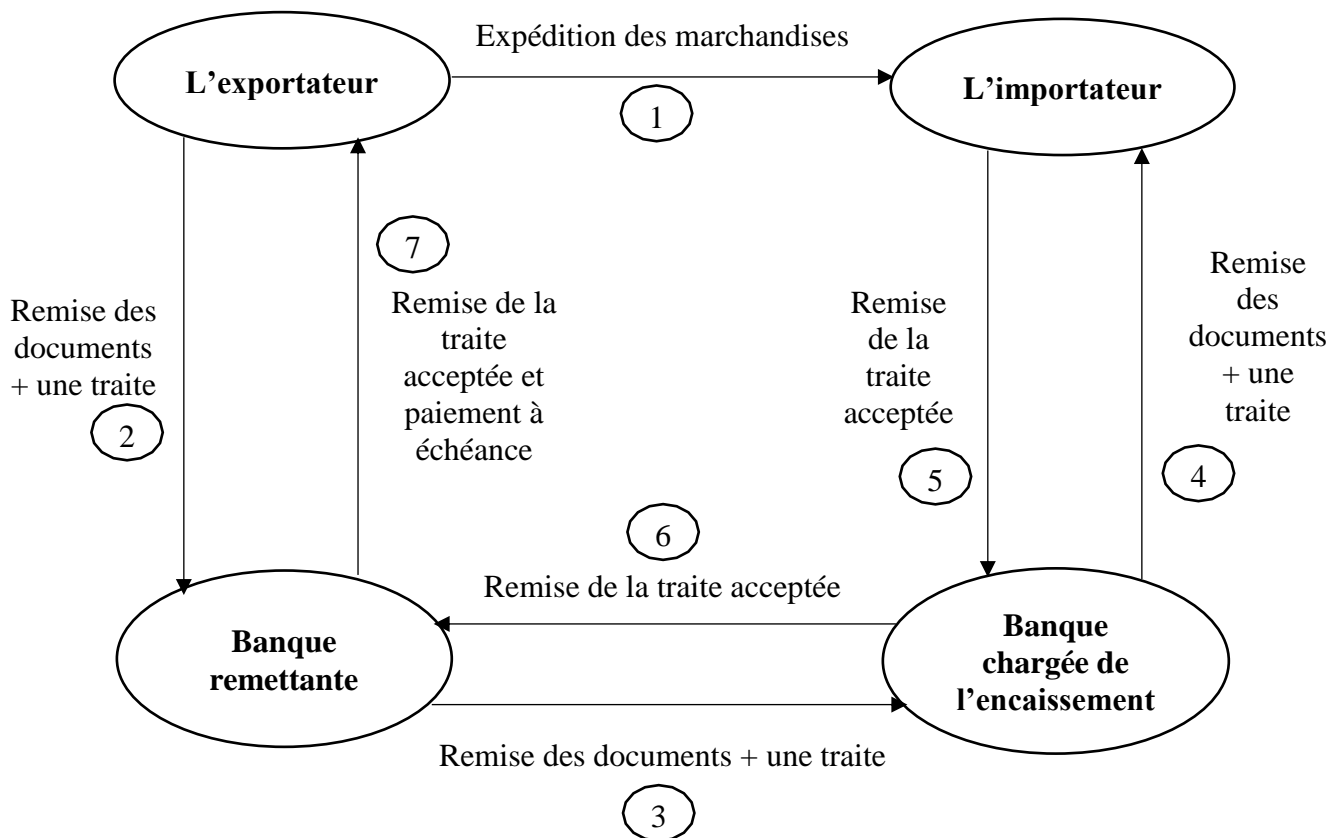 Expédition des marchandises
L’exportateur
L’importateur
1
7
Remise des
documents
+ une traite
2
Remise de la
traite
acceptée et
paiement à
échéance
Remise
de la
traite
acceptée
5
Remise
des
documents
+ une
traite
4
6
Remise de la traite acceptée
Banque
remettante
Banque
chargée de
l’encaissement
Remise des documents + une traite
3